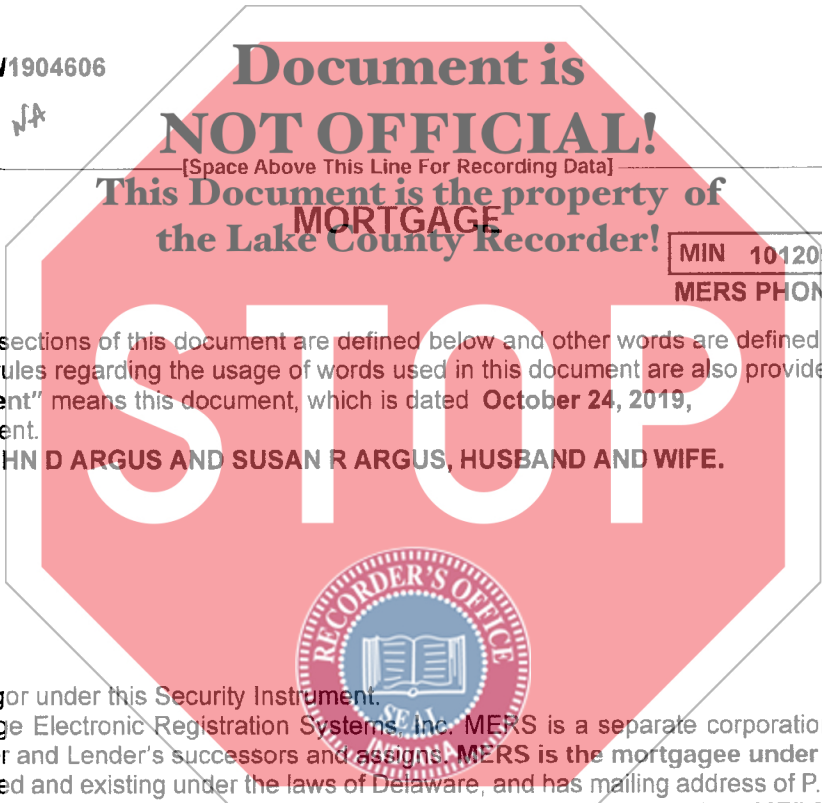 1904606
Document is
NA
NOT OFFICIAL!
[Space Above This Line For Recording Data]
This Document is the property of
MORTGAGE
the Lake County Recorder!
MIN 10120
MERS PHON
STOP
sections of this document are defined below and other words are defined
ules regarding the usage of words used in this document are also provide
ent" means this document, which is dated October 24, 2019,
ent.
HN D ARGUS AND SUSAN R ARGUS, HUSBAND AND WIFE.
RECORDER'S OFFICE
SEAL
INDIANA
gor under this Security Instrument.
ge Electronic Registration Systems, Inc. MERS is a separate corporatio
r and Lender's successors and assigns. MERS is the mortgagee under
ed and existing under the laws of Delaware, and has mailing address of P.